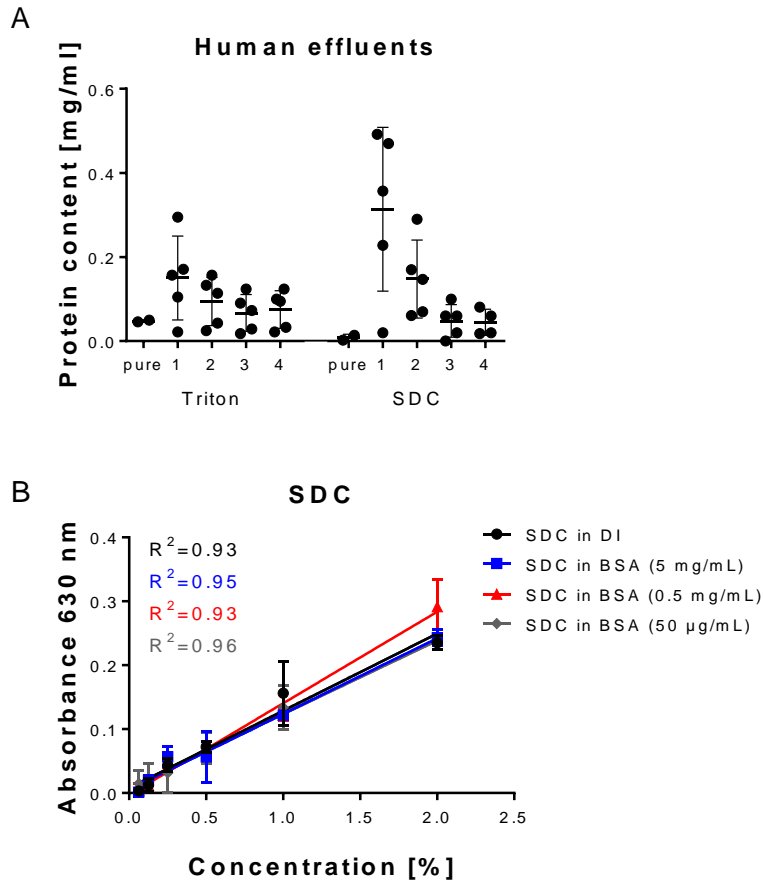 A
Human effluents
Protein content [mg/ml]
0.6
0.4
0.2
0.0
pure 1 2 3 4 pure 1 2 3 4
Triton SDC
B
SDC
Absorbance 630 nm
0.4
0.3
0.2
0.1
0.0
R²=0.93
R²=0.95
R²=0.93
R²=0.96
SDC in DI
SDC in BSA (5 mg/mL)
SDC in BSA (0.5 mg/mL)
SDC in BSA (50 µg/mL)
0.0 0.5 1.0 1.5 2.0 2.5
Concentration [%]